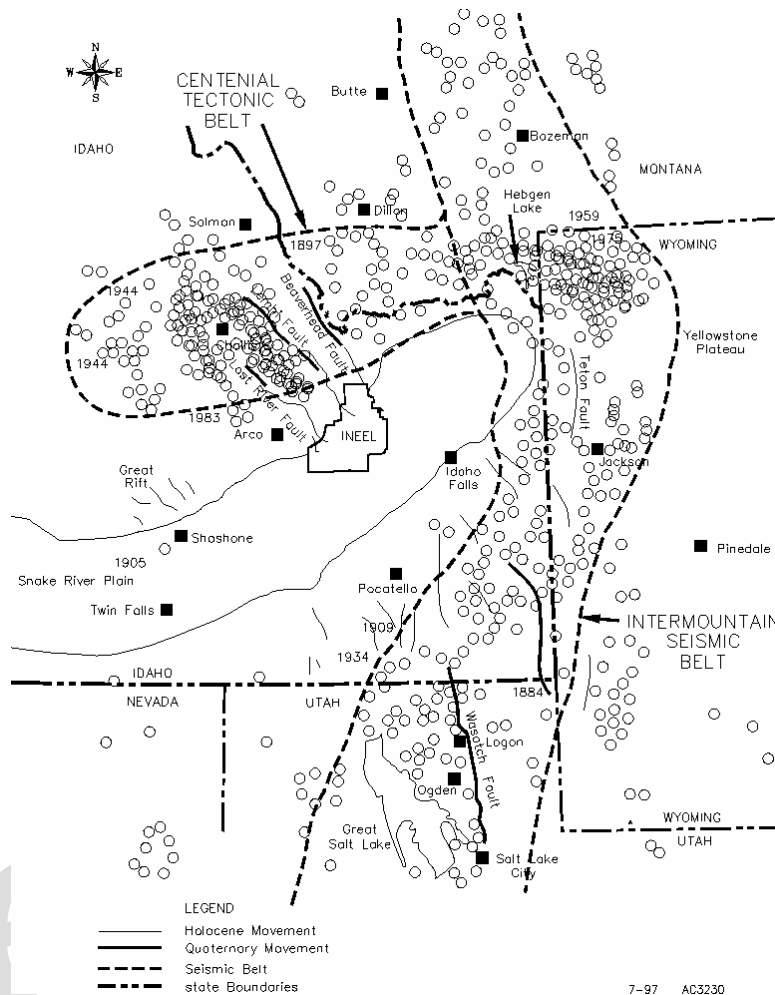 N
W E
S
CENTENIAL
TECTONIC
BELT
Butte
Bozeman
IDAHO
MONTANA
Hebgen
Lake
Salmon
Dillon
1959
1897
1975
WYOMING
1944
Beaverhead Fault
Lemhi Fault
Challis
Yellowstone
Plateau
1944
Lost River Fault
Teton Fault
1983
Arco
INEEL
Jackson
Idaho
Falls
Great
Rift
Shoshone
1905
Pinedale
Snake River Plain
Pocatello
Twin Falls
1909
INTERMOUNTAIN
SEISMIC
BELT
1934
IDAHO
NEVADA
UTAH
1884
Wasatch Fault
Logan
Ogden
Great
Salt Lake
WYOMING
UTAH
Salt Lake
City
LEGEND
Holocene Movement
Quaternary Movement
Seismic Belt
state Boundaries
7-97 AC3230